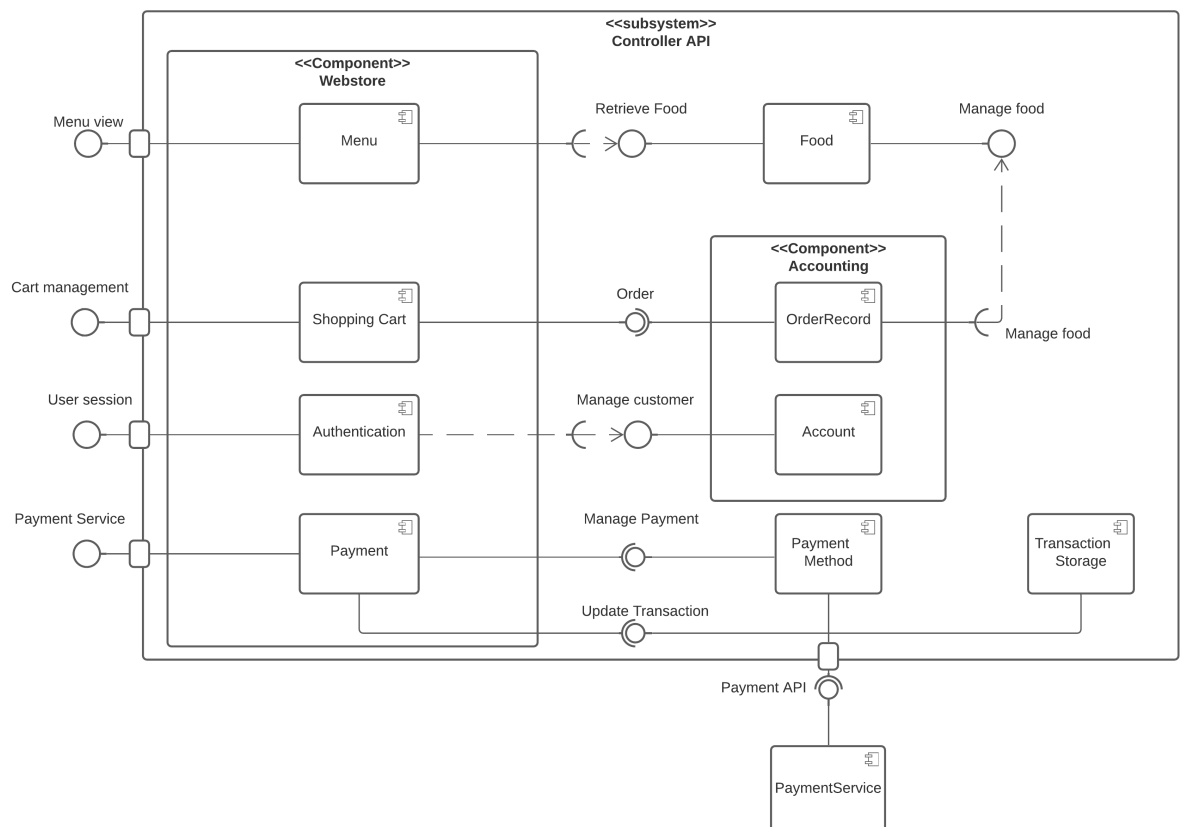 <<subsystem>>
Controller API
<<Component>>
Webstore
Menu view
Menu
Retrieve Food
Food
Manage food
<<Component>>
Accounting
Cart management
Shopping Cart
Order
OrderRecord
Manage food
User session
Authentication
Manage customer
Account
Payment Service
Payment
Manage Payment
Payment
Method
Transaction
Storage
Update Transaction
Payment API
PaymentService